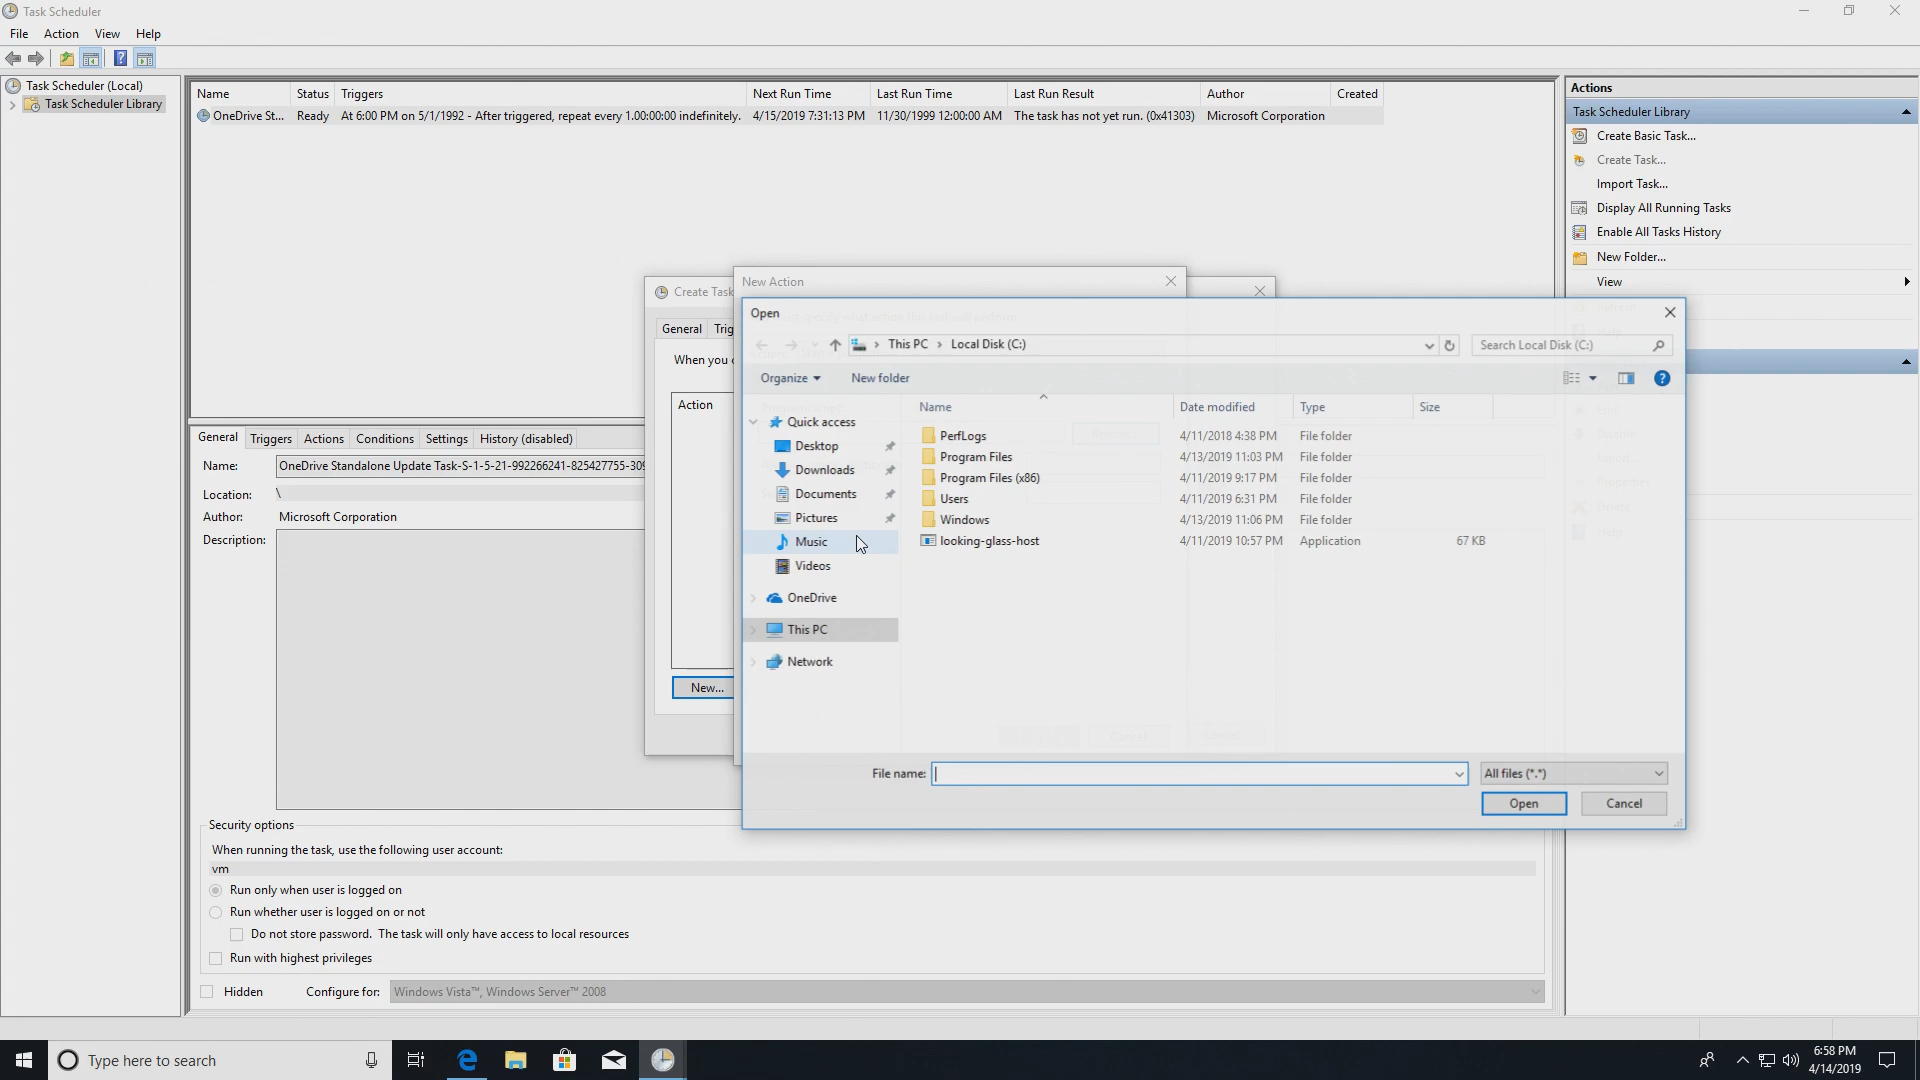 Task Scheduler
File Action View Help
Task Scheduler (Local)
Task Scheduler Library
Name Status Triggers Next Run Time Last Run Time Last Run Result Author Created
OneDrive St... Ready At 6:00 PM on 5/1/1992 - After triggered, repeat every 1.00:00:00 indefinitely. 4/15/2019 7:31:13 PM 11/30/1999 12:00:00 AM The task has not yet run. (0x41303) Microsoft Corporation
Actions
Task Scheduler Library
Create Basic Task...
Create Task...
Import Task...
Display All Running Tasks
Enable All Tasks History
New Folder...
View
General Triggers Actions Conditions Settings History (disabled)
Name: OneDrive Standalone Update Task-S-1-5-21-992266241-825427755-309
Location: \
Author: Microsoft Corporation
Description:
Security options
When running the task, use the following user account:
vm
Run only when user is logged on
Run whether user is logged on or not
Do not store password. The task will only have access to local resources
Run with highest privileges
Hidden Configure for: Windows Vista™, Windows Server™ 2008
Create Task
General Trig
When you c
Action
New...
New Action
Open
This PC Local Disk (C:) Search Local Disk (C:)
Organize New folder
Quick access
Desktop
Downloads
Documents
Pictures
Music
Videos
OneDrive
This PC
Network
Name Date modified Type Size
PerfLogs 4/11/2018 4:38 PM File folder
Program Files 4/13/2019 11:03 PM File folder
Program Files (x86) 4/11/2019 9:17 PM File folder
Users 4/11/2019 6:31 PM File folder
Windows 4/13/2019 11:06 PM File folder
looking-glass-host 4/11/2019 10:57 PM Application 67 KB
File name: All files (*.*)
Open Cancel
Type here to search
6:58 PM
4/14/2019